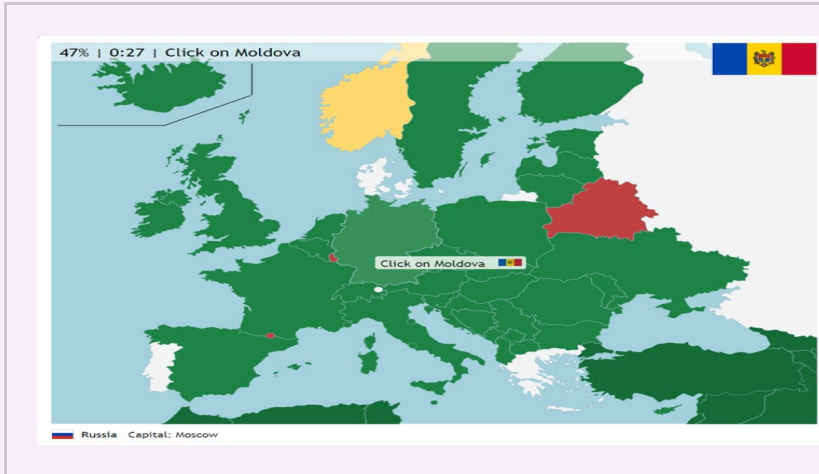 47% | 0:27 | Click on Moldova
Click on Moldova
Russia Capital: Moscow